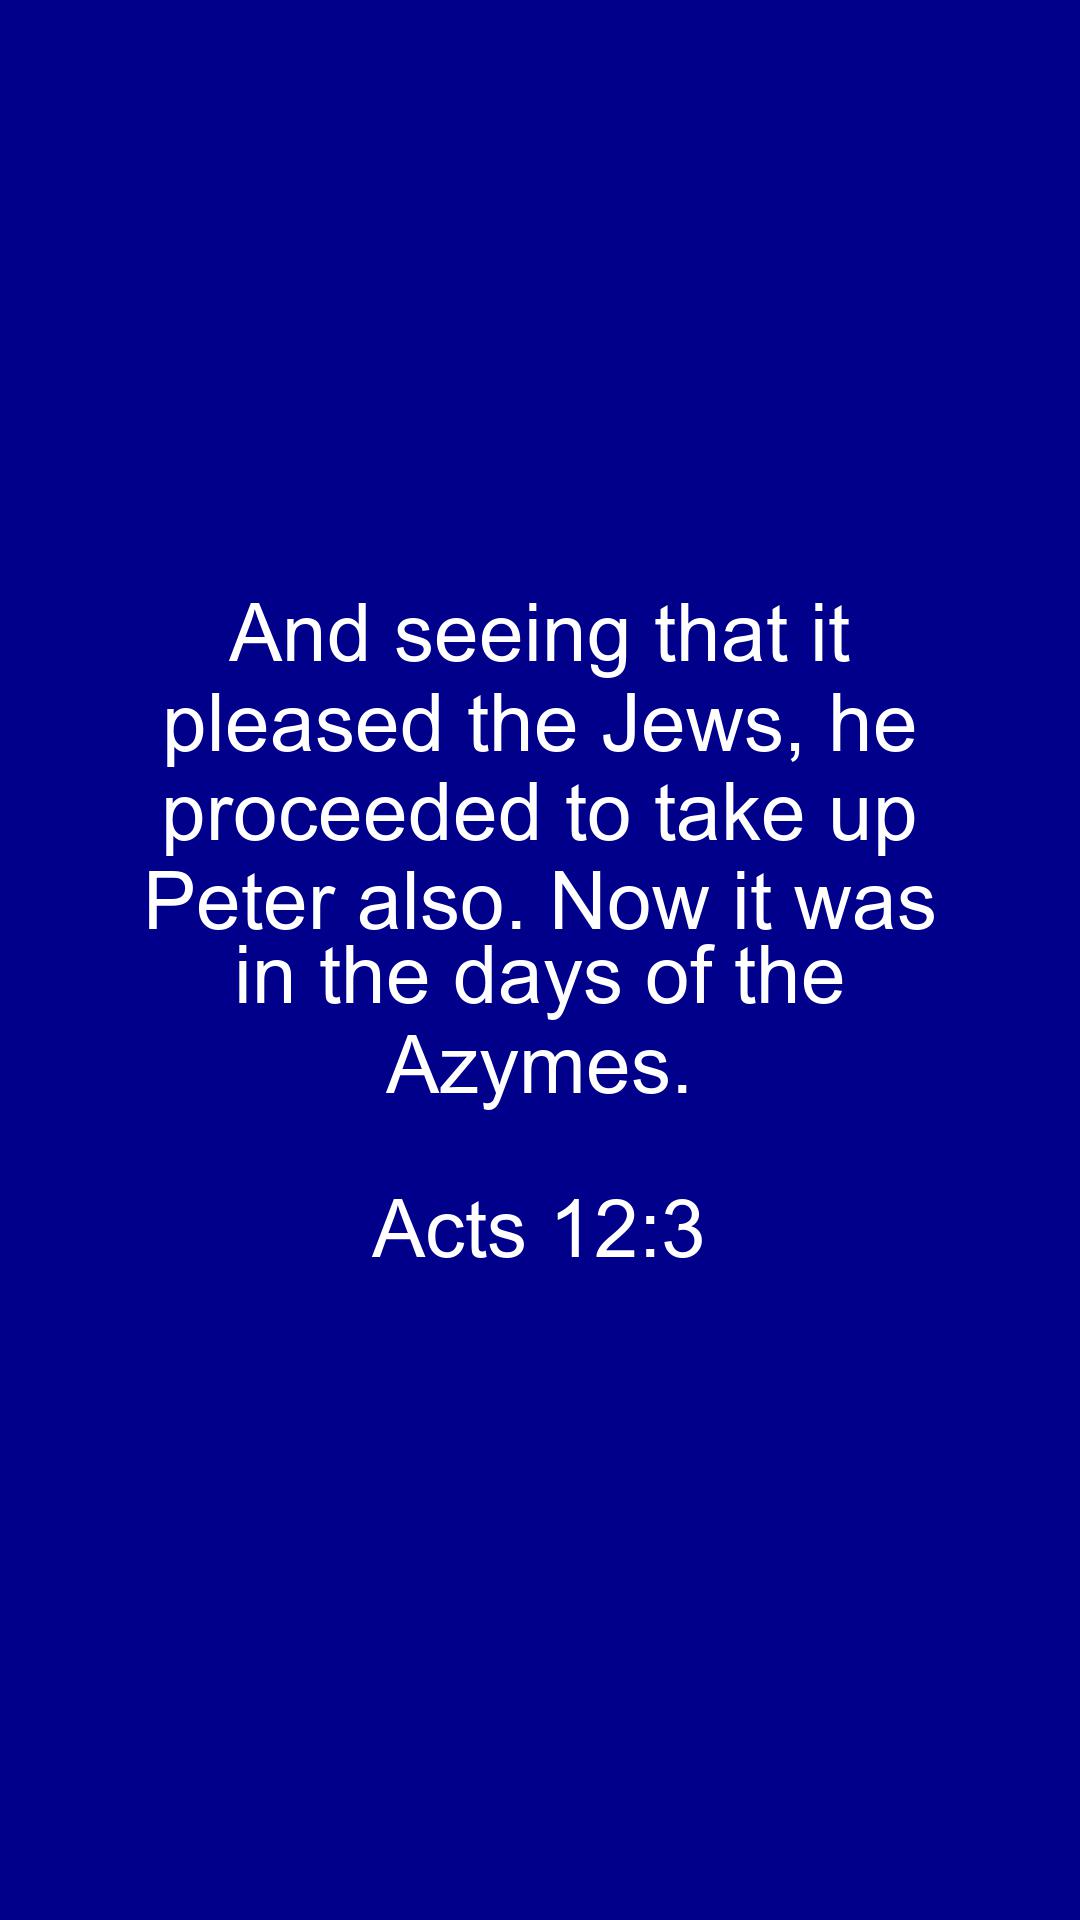 And seeing that it
pleased the Jews, he
proceeded to take up
Peter also. Now it was
in the days of the
Azymes.
Acts 12:3